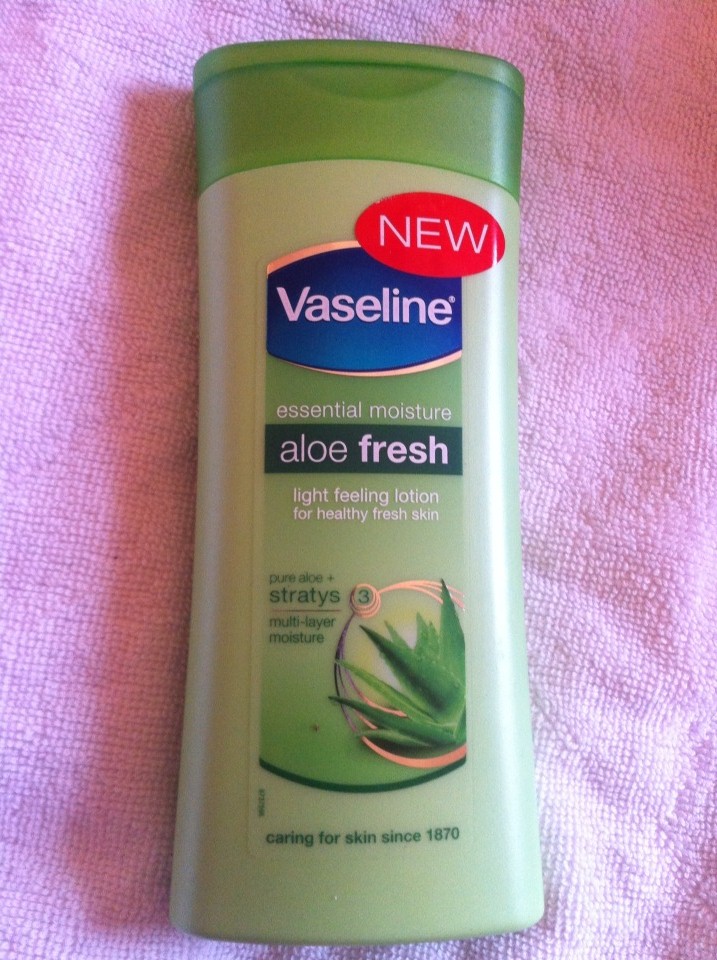 NEW
Vaseline®
essential moisture
aloe fresh
light feeling lotion
for healthy fresh skin
pure aloe +
stratys 3
multi-layer
moisture
caring for skin since 1870